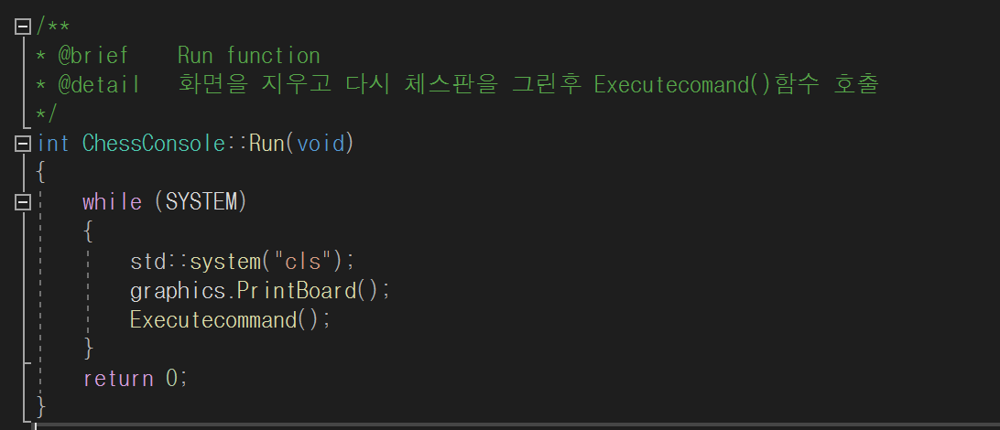 /**
* @brief    Run function
* @detail   화면을 지우고 다시 체스판을 그린후 Executecomand()함수 호출
*/
int ChessConsole::Run(void)
{
    while (SYSTEM)
    {
        std::system("cls");
        graphics.PrintBoard();
        Executecommand();
    }
    return 0;
}